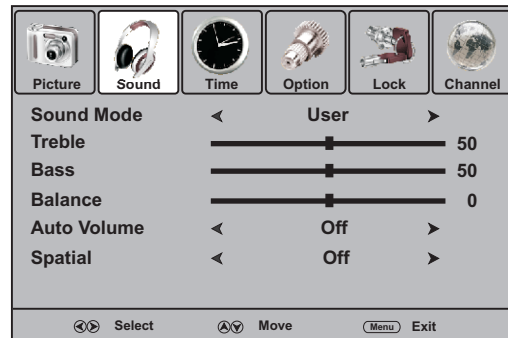 Picture Sound Time Option Lock Channel
Sound Mode User
Treble 50
Bass 50
Balance 0
Auto Volume Off
Spatial Off
Select Move Menu Exit